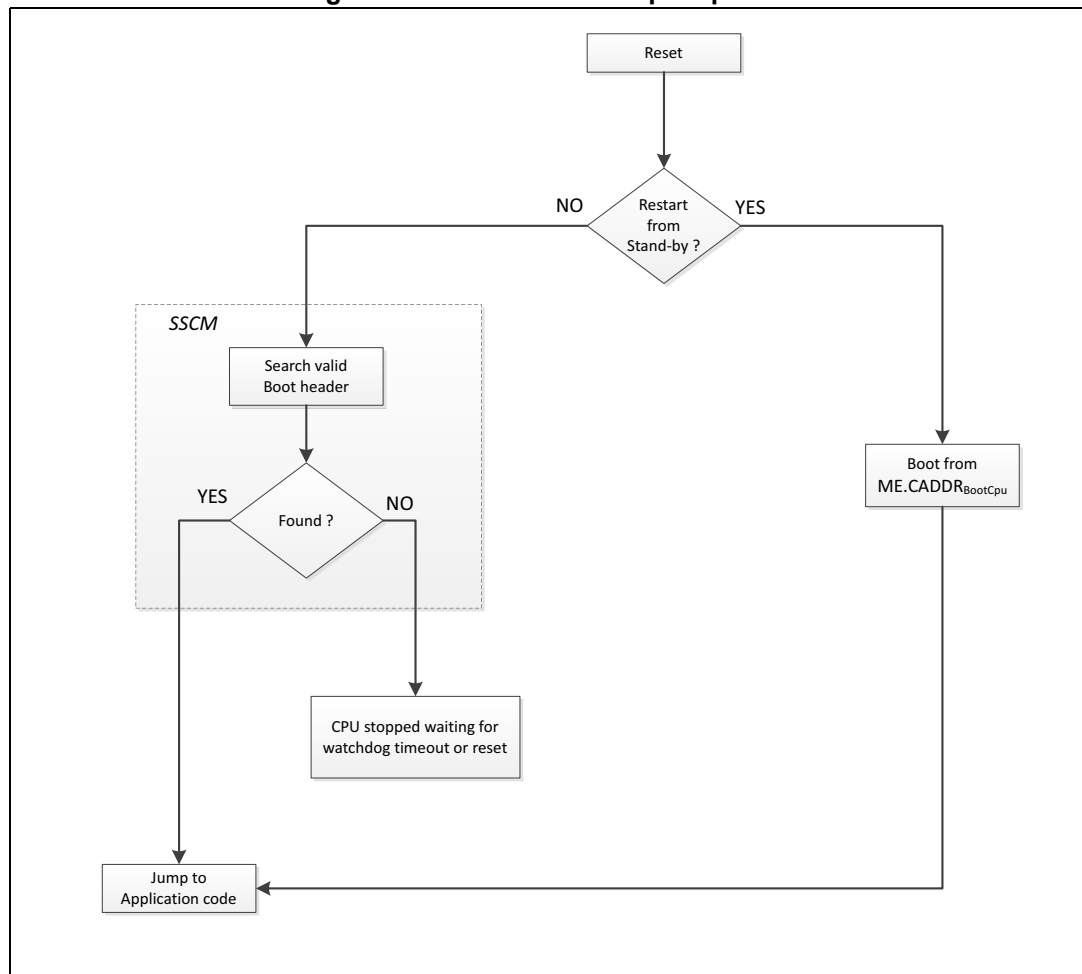 Reset
Restart
from
Stand-by ?
NO
YES
SSCM
Search valid
Boot header
Found ?
YES
NO
Boot from
ME.CADDRBootCpu
CPU stopped waiting for
watchdog timeout or reset
Jump to
Application code